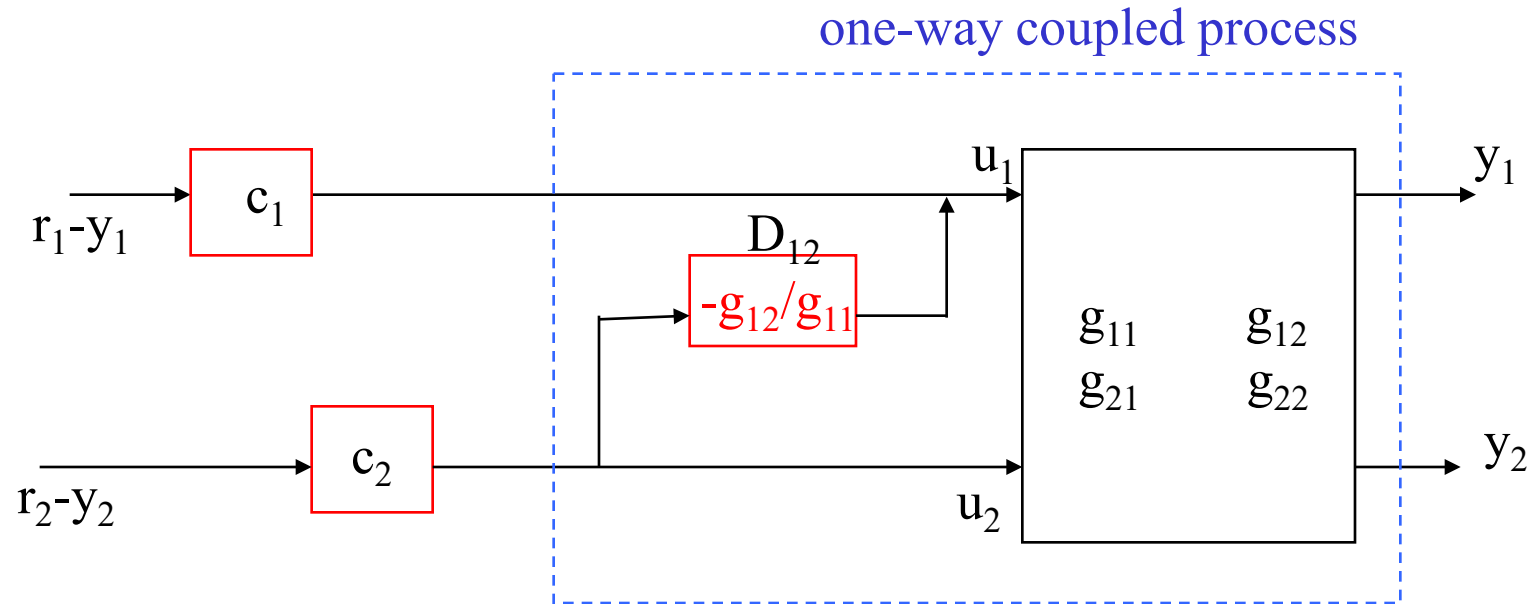 one-way coupled process
u₁
y₁
c₁
r₁-y₁
D₁₂
-g₁₂/g₁₁
g₁₁ g₁₂
g₂₁ g₂₂
c₂
y₂
r₂-y₂
u₂